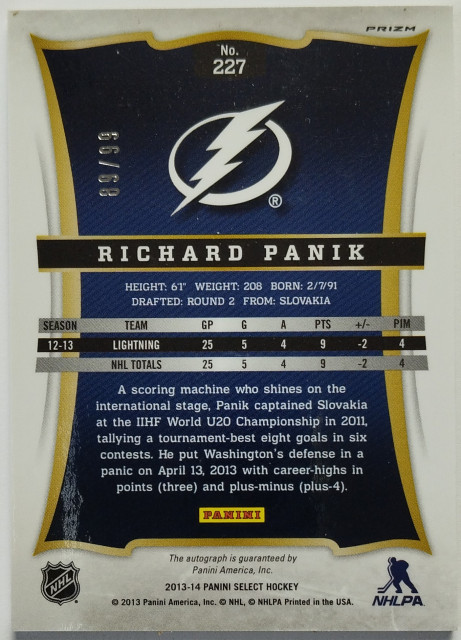 PRIZM
No.
227
®
RICHARD PANIK
HEIGHT: 6'1" WEIGHT: 208 BORN: 2/7/91
DRAFTED: ROUND 2 FROM: SLOVAKIA
SEASON TEAM GP G A PTS +/- PIM
12-13 LIGHTNING 25 5 4 9 -2 4
NHL TOTALS 25 5 4 9 -2 4
A scoring machine who shines on the
international stage, Panik captained Slovakia
at the IIHF World U20 Championship in 2011,
tallying a tournament-best eight goals in six
contests. He put Washington's defense in a
panic on April 13, 2013 with career-highs in
points (three) and plus-minus (plus-4).
PANINI
The autograph is guaranteed by
Panini America, Inc.
2013-14 PANINI SELECT HOCKEY
© 2013 Panini America, Inc. © NHL, © NHLPA Printed in the USA.
NHL
NHLPA